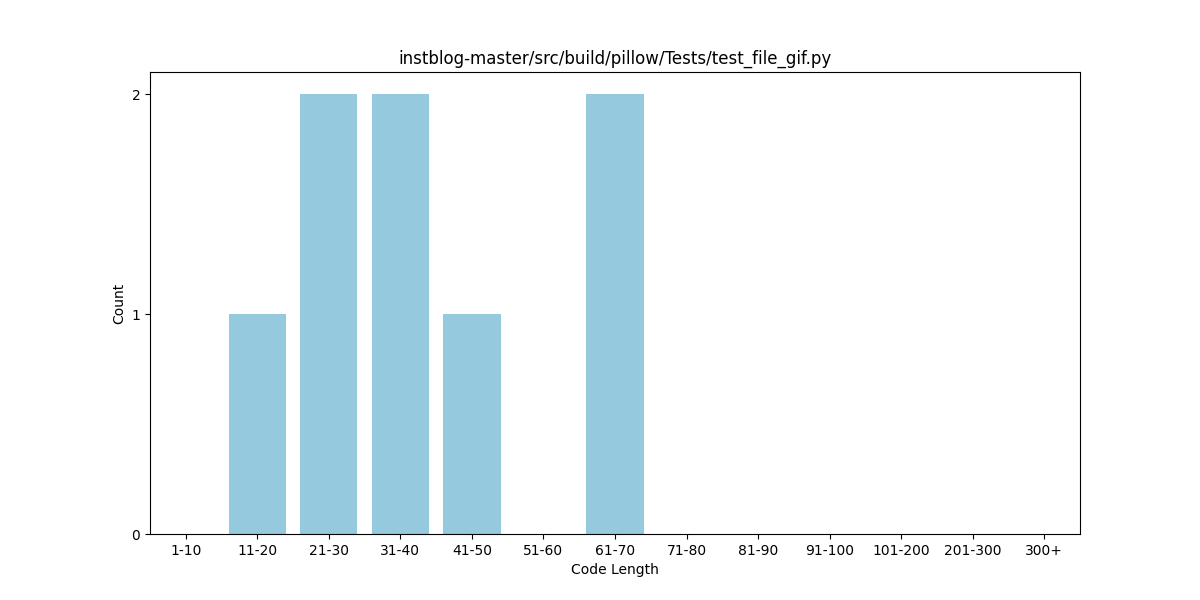 instblog-master/src/build/pillow/Tests/test_file_gif.py
2
1
0
Count
1-10 11-20 21-30 31-40 41-50 51-60 61-70 71-80 81-90 91-100 101-200 201-300 300+
Code Length